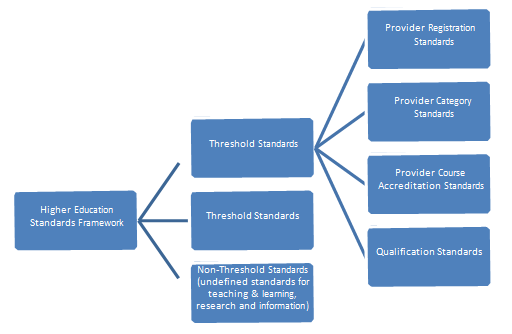 Provider Registration
Standards
Provider Category
Standards
Threshold Standards
Provider Course
Accreditation Standards
Higher Education
Standards Framework
Threshold Standards
Qualification Standards
Non-Threshold Standards
(undefined standards for
teaching & learning,
research and information)